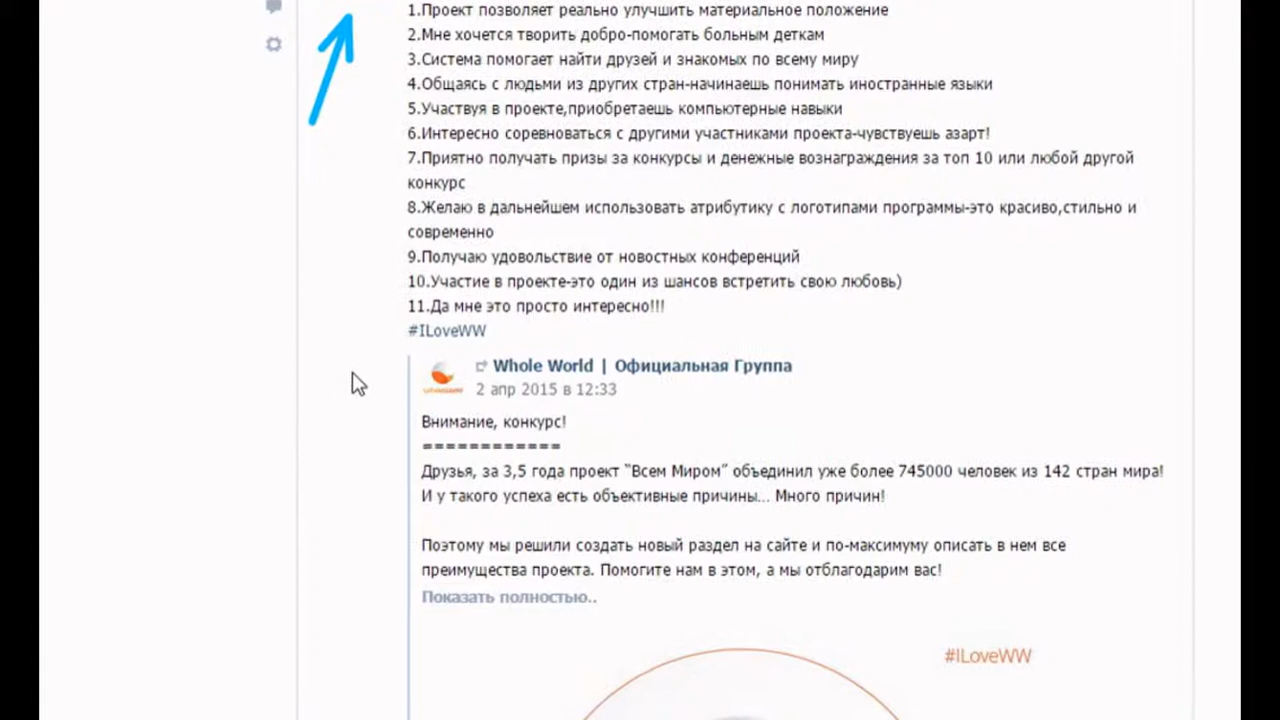 1.Проект позволяет реально улучшить материальное положение
2.Мне хочется творить добро-помогать больным деткам
3.Система помогает найти друзей и знакомых по всему миру
4.Общаясь с людьми из других стран-начинаешь понимать иностранные языки
5.Участвуя в проекте,приобретаешь компьютерные навыки
6.Интересно соревноваться с другими участниками проекта-чувствуешь азарт!
7.Приятно получать призы за конкурсы и денежные вознаграждения за топ 10 или любой другой
конкурс
8.Желаю в дальнейшем использовать атрибутику с логотипами программы-это красиво,стильно и
современно
9.Получаю удовольствие от новостных конференций
10.Участие в проекте-это один из шансов встретить свою любовь)
11.Да мне это просто интересно!!!
#ILoveWW
Whole World | Официальная Группа
2 апр 2015 в 12:33
Внимание, конкурс!
============
Друзья, за 3,5 года проект "Всем Миром" объединил уже более 745000 человек из 142 стран мира!
И у такого успеха есть объективные причины... Много причин!
Поэтому мы решили создать новый раздел на сайте и по-максимуму описать в нем все
преимущества проекта. Помогите нам в этом, а мы отблагодарим вас!
Показать полностью..
#ILoveWW